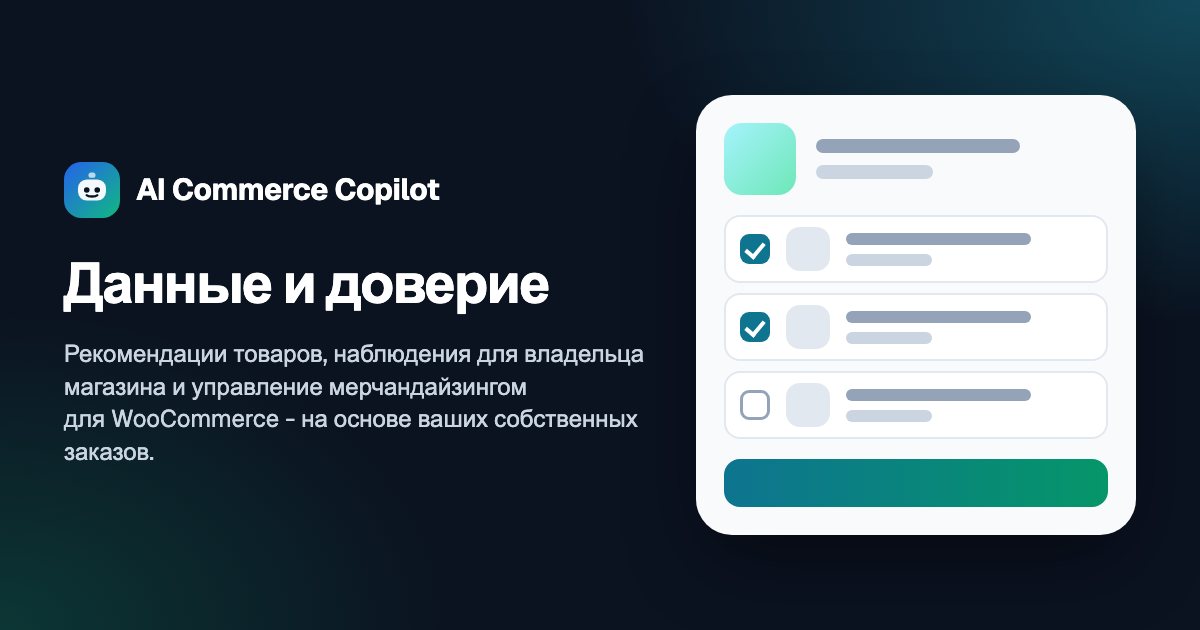 AI Commerce Copilot
Данные и доверие
Рекомендации товаров, наблюдения для владельца
магазина и управление мерчандайзингом
для WooCommerce - на основе ваших собственных
заказов.